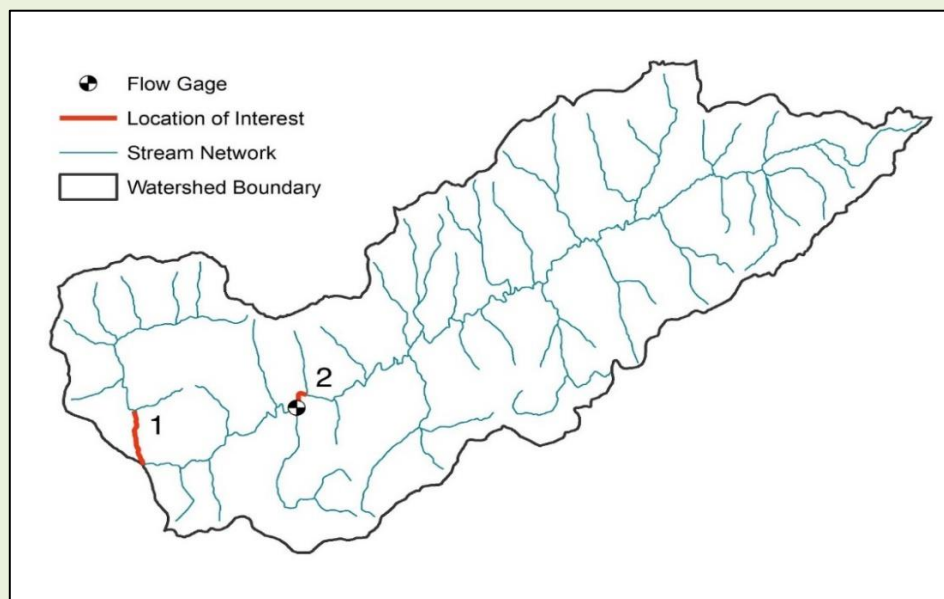 Flow Gage
Location of Interest
Stream Network
Watershed Boundary
2
1